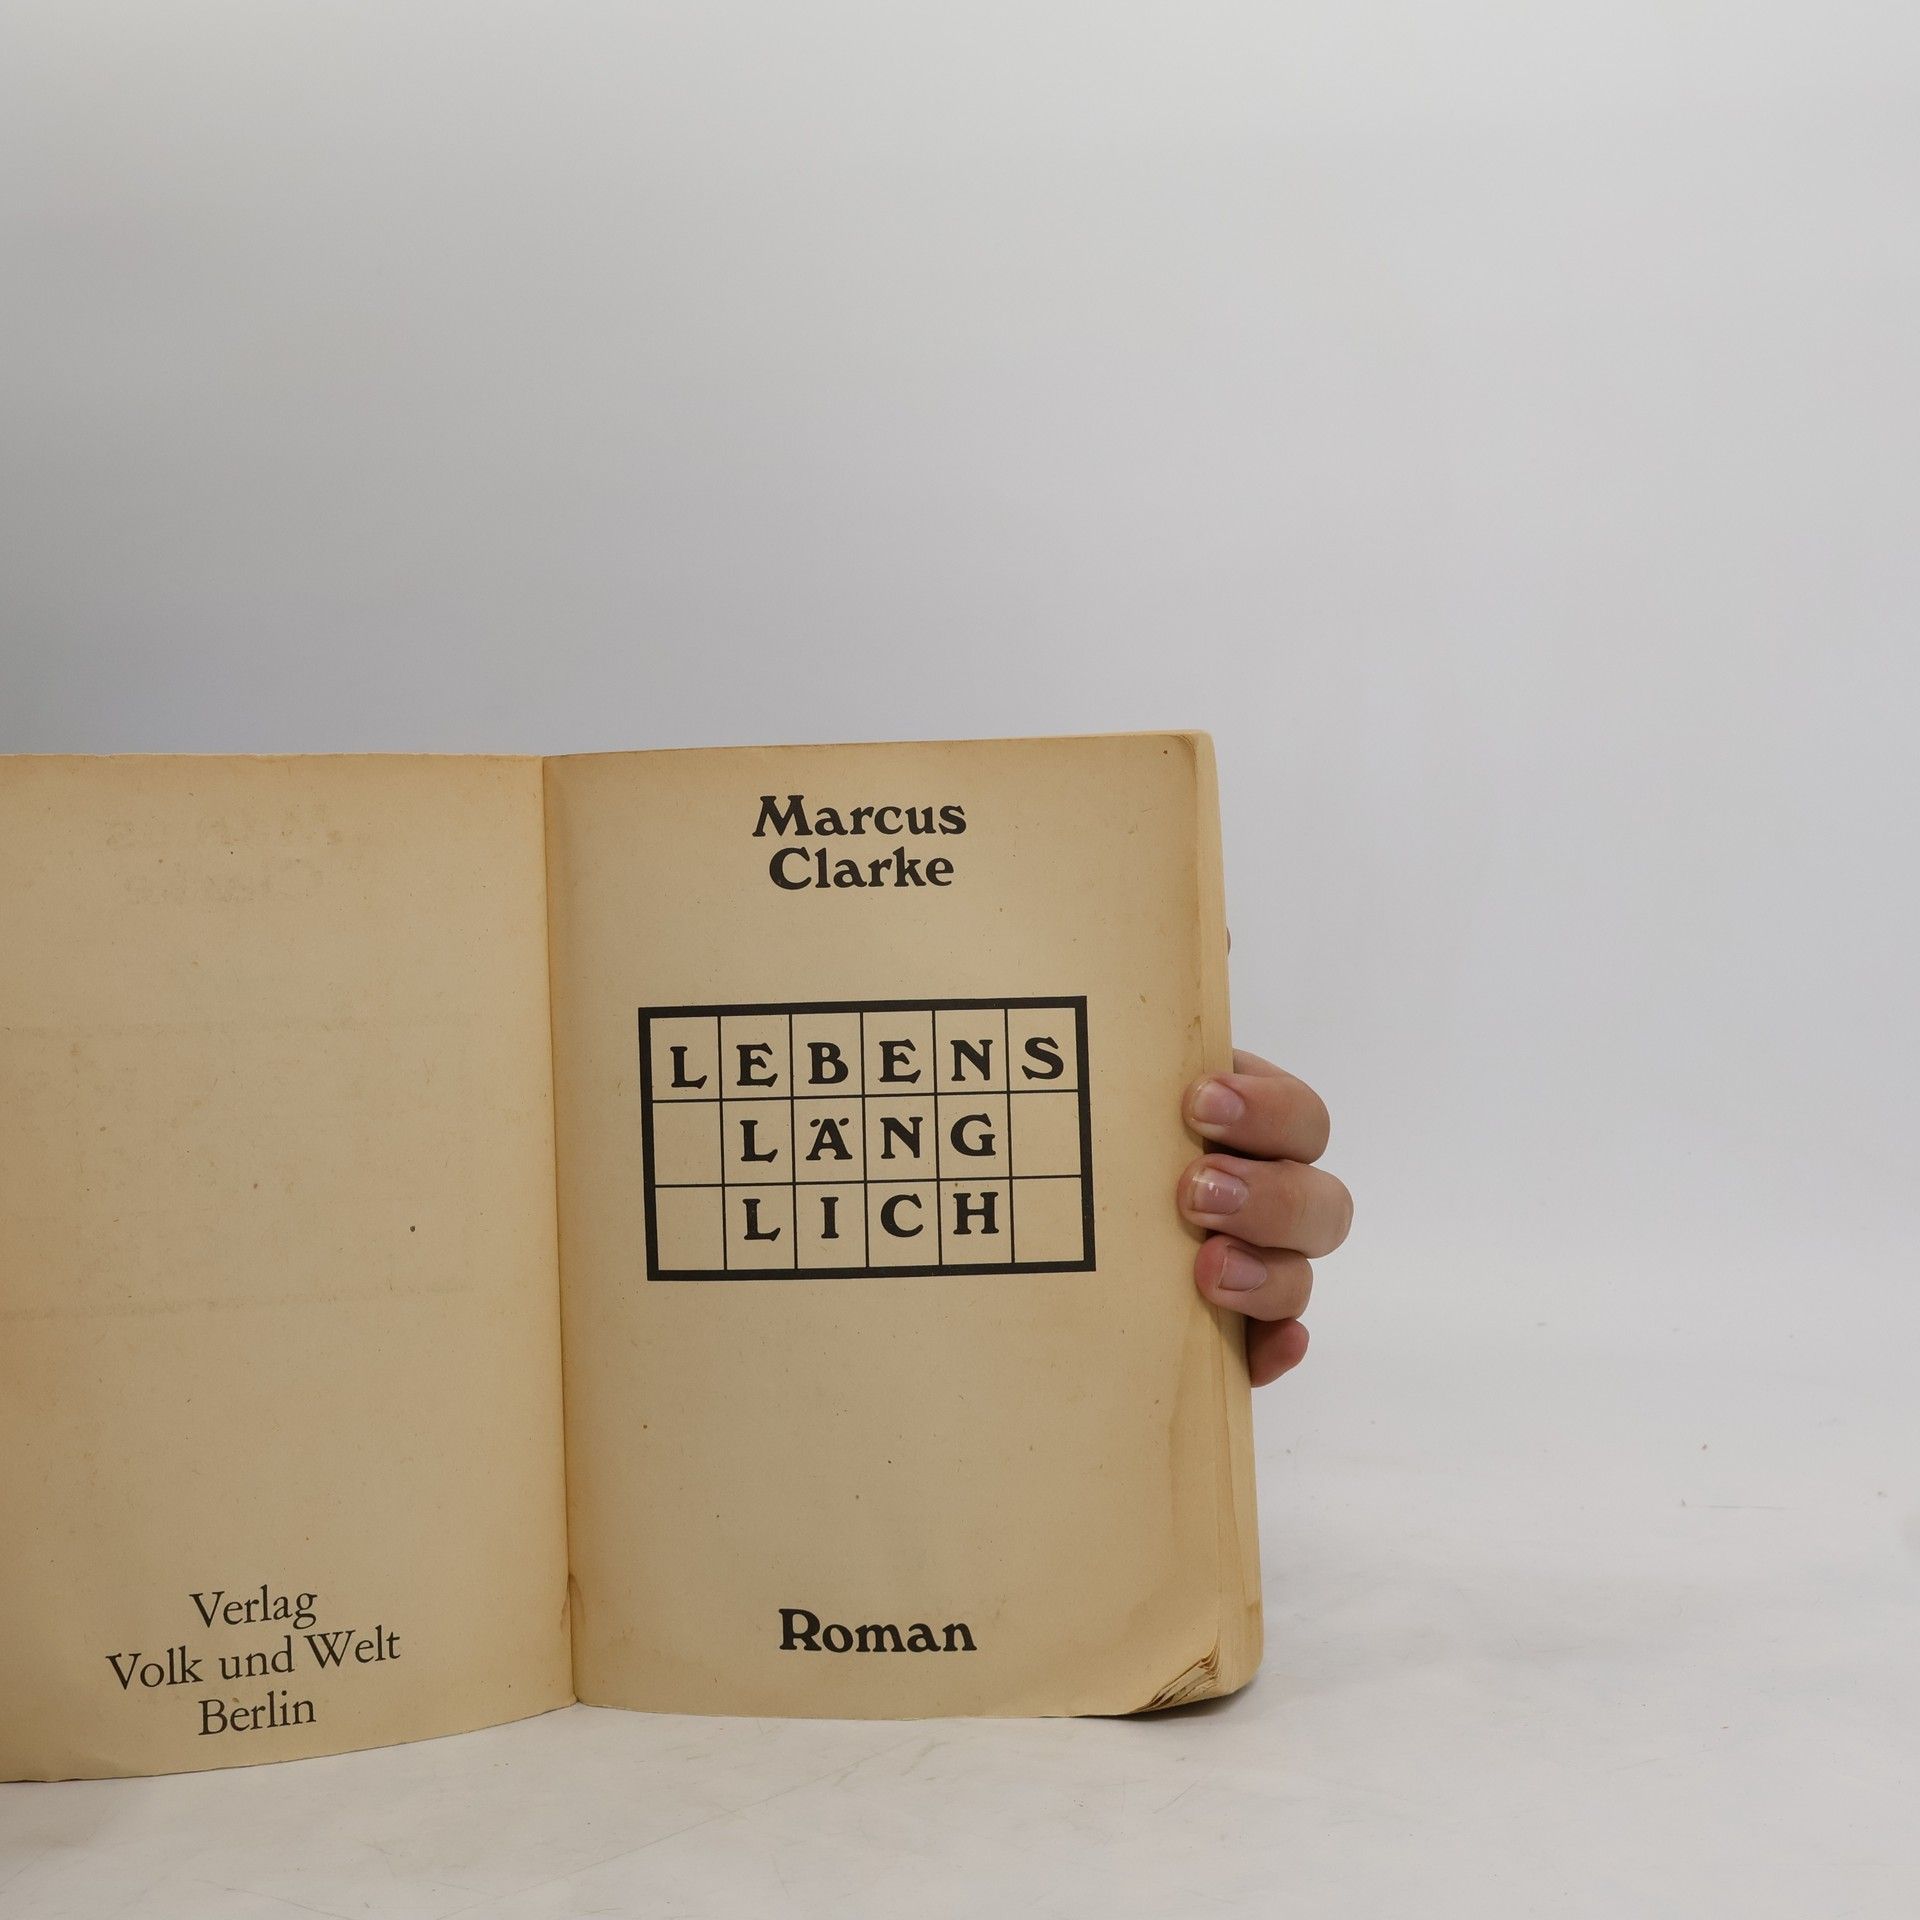 Verlag
Volk und Welt
Berlin
Marcus
Clarke
LEBENS
LÄNG
LICH
Roman